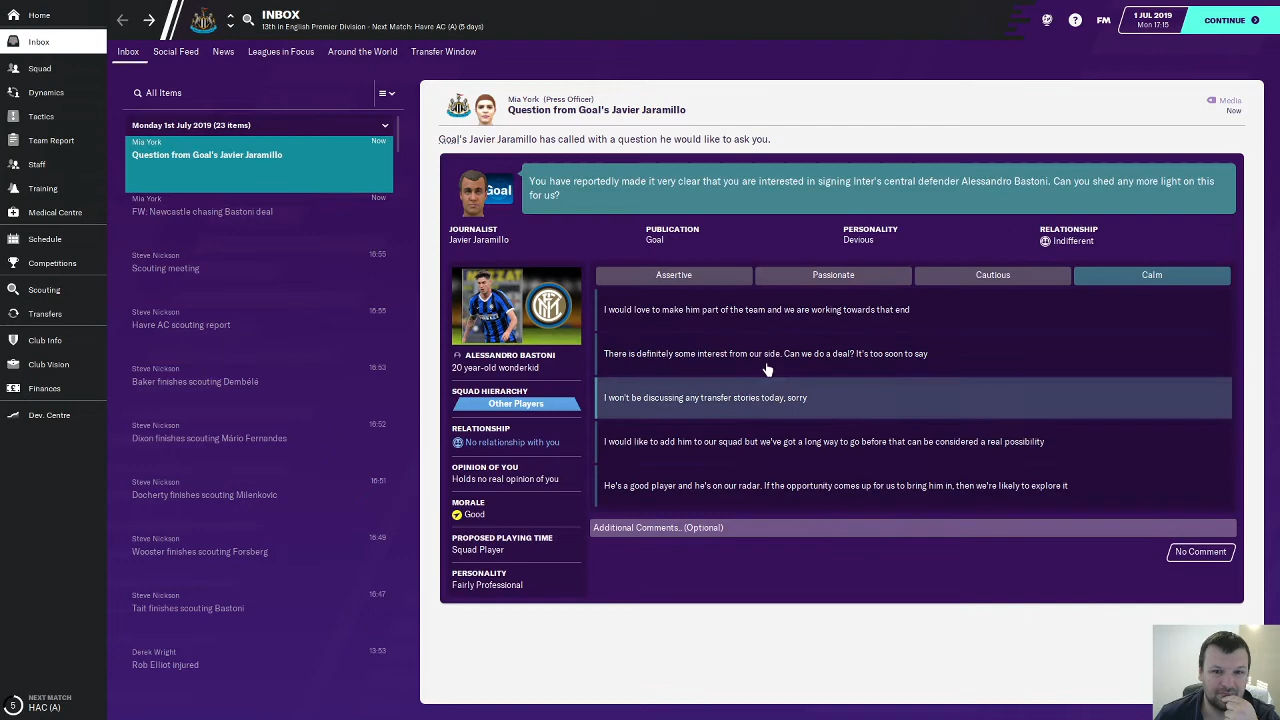 Home
INBOX
13th in English Premier Division - Next Match: Havre AC (A) (5 days)
?
FM
1 JUL 2019
Mon 17:15
CONTINUE
Inbox
Squad
Dynamics
Tactics
Team Report
Staff
Training
Medical Centre
Schedule
Competitions
Scouting
Transfers
Club Info
Club Vision
Finances
Dev. Centre
5
NEXT MATCH
HAC (A)
Inbox
Social Feed
News
Leagues in Focus
Around the World
Transfer Window
All Items
Monday 1st July 2019 (23 items)
Mia York
Now
Question from Goal's Javier Jaramillo
Mia York
Now
FW: Newcastle chasing Bastoni deal
Steve Nickson
16:55
Scouting meeting
Steve Nickson
16:55
Havre AC scouting report
Steve Nickson
16:53
Baker finishes scouting Dembélé
Steve Nickson
16:52
Dixon finishes scouting Mário Fernandes
Steve Nickson
16:51
Docherty finishes scouting Milenkovic
Steve Nickson
16:49
Wooster finishes scouting Forsberg
Steve Nickson
16:47
Tait finishes scouting Bastoni
Derek Wright
13:53
Rob Elliot injured
Mia York (Press Officer)
Question from Goal's Javier Jaramillo
Media
Now
Goal's Javier Jaramillo has called with a question he would like to ask you.
Goal
You have reportedly made it very clear that you are interested in signing Inter's central defender Alessandro Bastoni. Can you shed any more light on this
for us?
JOURNALIST
Javier Jaramillo
PUBLICATION
Goal
PERSONALITY
Devious
RELATIONSHIP
Indifferent
Assertive
Passionate
Cautious
Calm
I would love to make him part of the team and we are working towards that end
There is definitely some interest from our side. Can we do a deal? It's too soon to say
I won't be discussing any transfer stories today, sorry
I would like to add him to our squad but we've got a long way to go before that can be considered a real possibility
He's a good player and he's on our radar. If the opportunity comes up for us to bring him in, then we're likely to explore it
Additional Comments.. (Optional)
No Comment
ALESSANDRO BASTONI
20 year-old wonderkid
SQUAD HIERARCHY
Other Players
RELATIONSHIP
No relationship with you
OPINION OF YOU
Holds no real opinion of you
MORALE
Good
PROPOSED PLAYING TIME
Squad Player
PERSONALITY
Fairly Professional